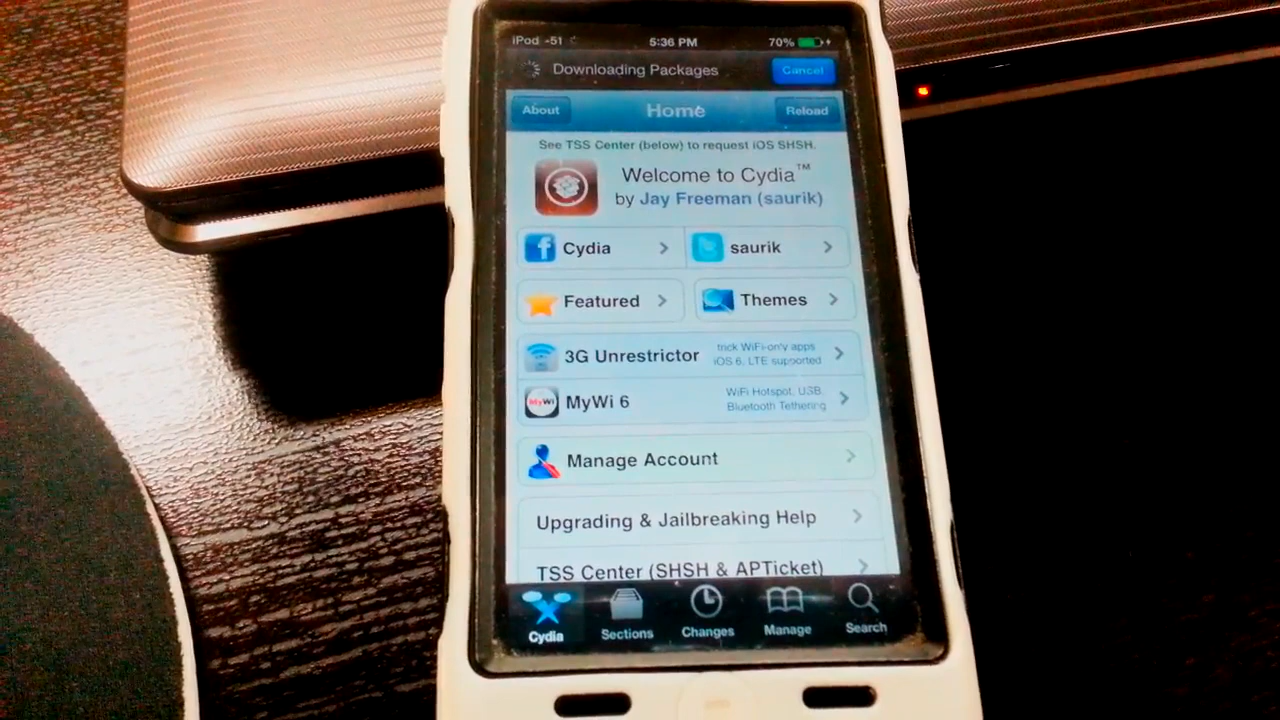 iPod -51 5:36 PM 70%
Downloading Packages Cancel
About Home Reload
See TSS Center (below) to request iOS SHSH.
Welcome to Cydia™
by Jay Freeman (saurik)
Cydia saurik
Featured Themes
3G Unrestrictor trick WiFi-only apps
iOS 6, LTE supported
MyWi MyWi 6 WiFi Hotspot, USB,
Bluetooth Tethering
Manage Account
Upgrading & Jailbreaking Help
TSS Center (SHSH & APTicket)
Cydia Sections Changes Manage Search